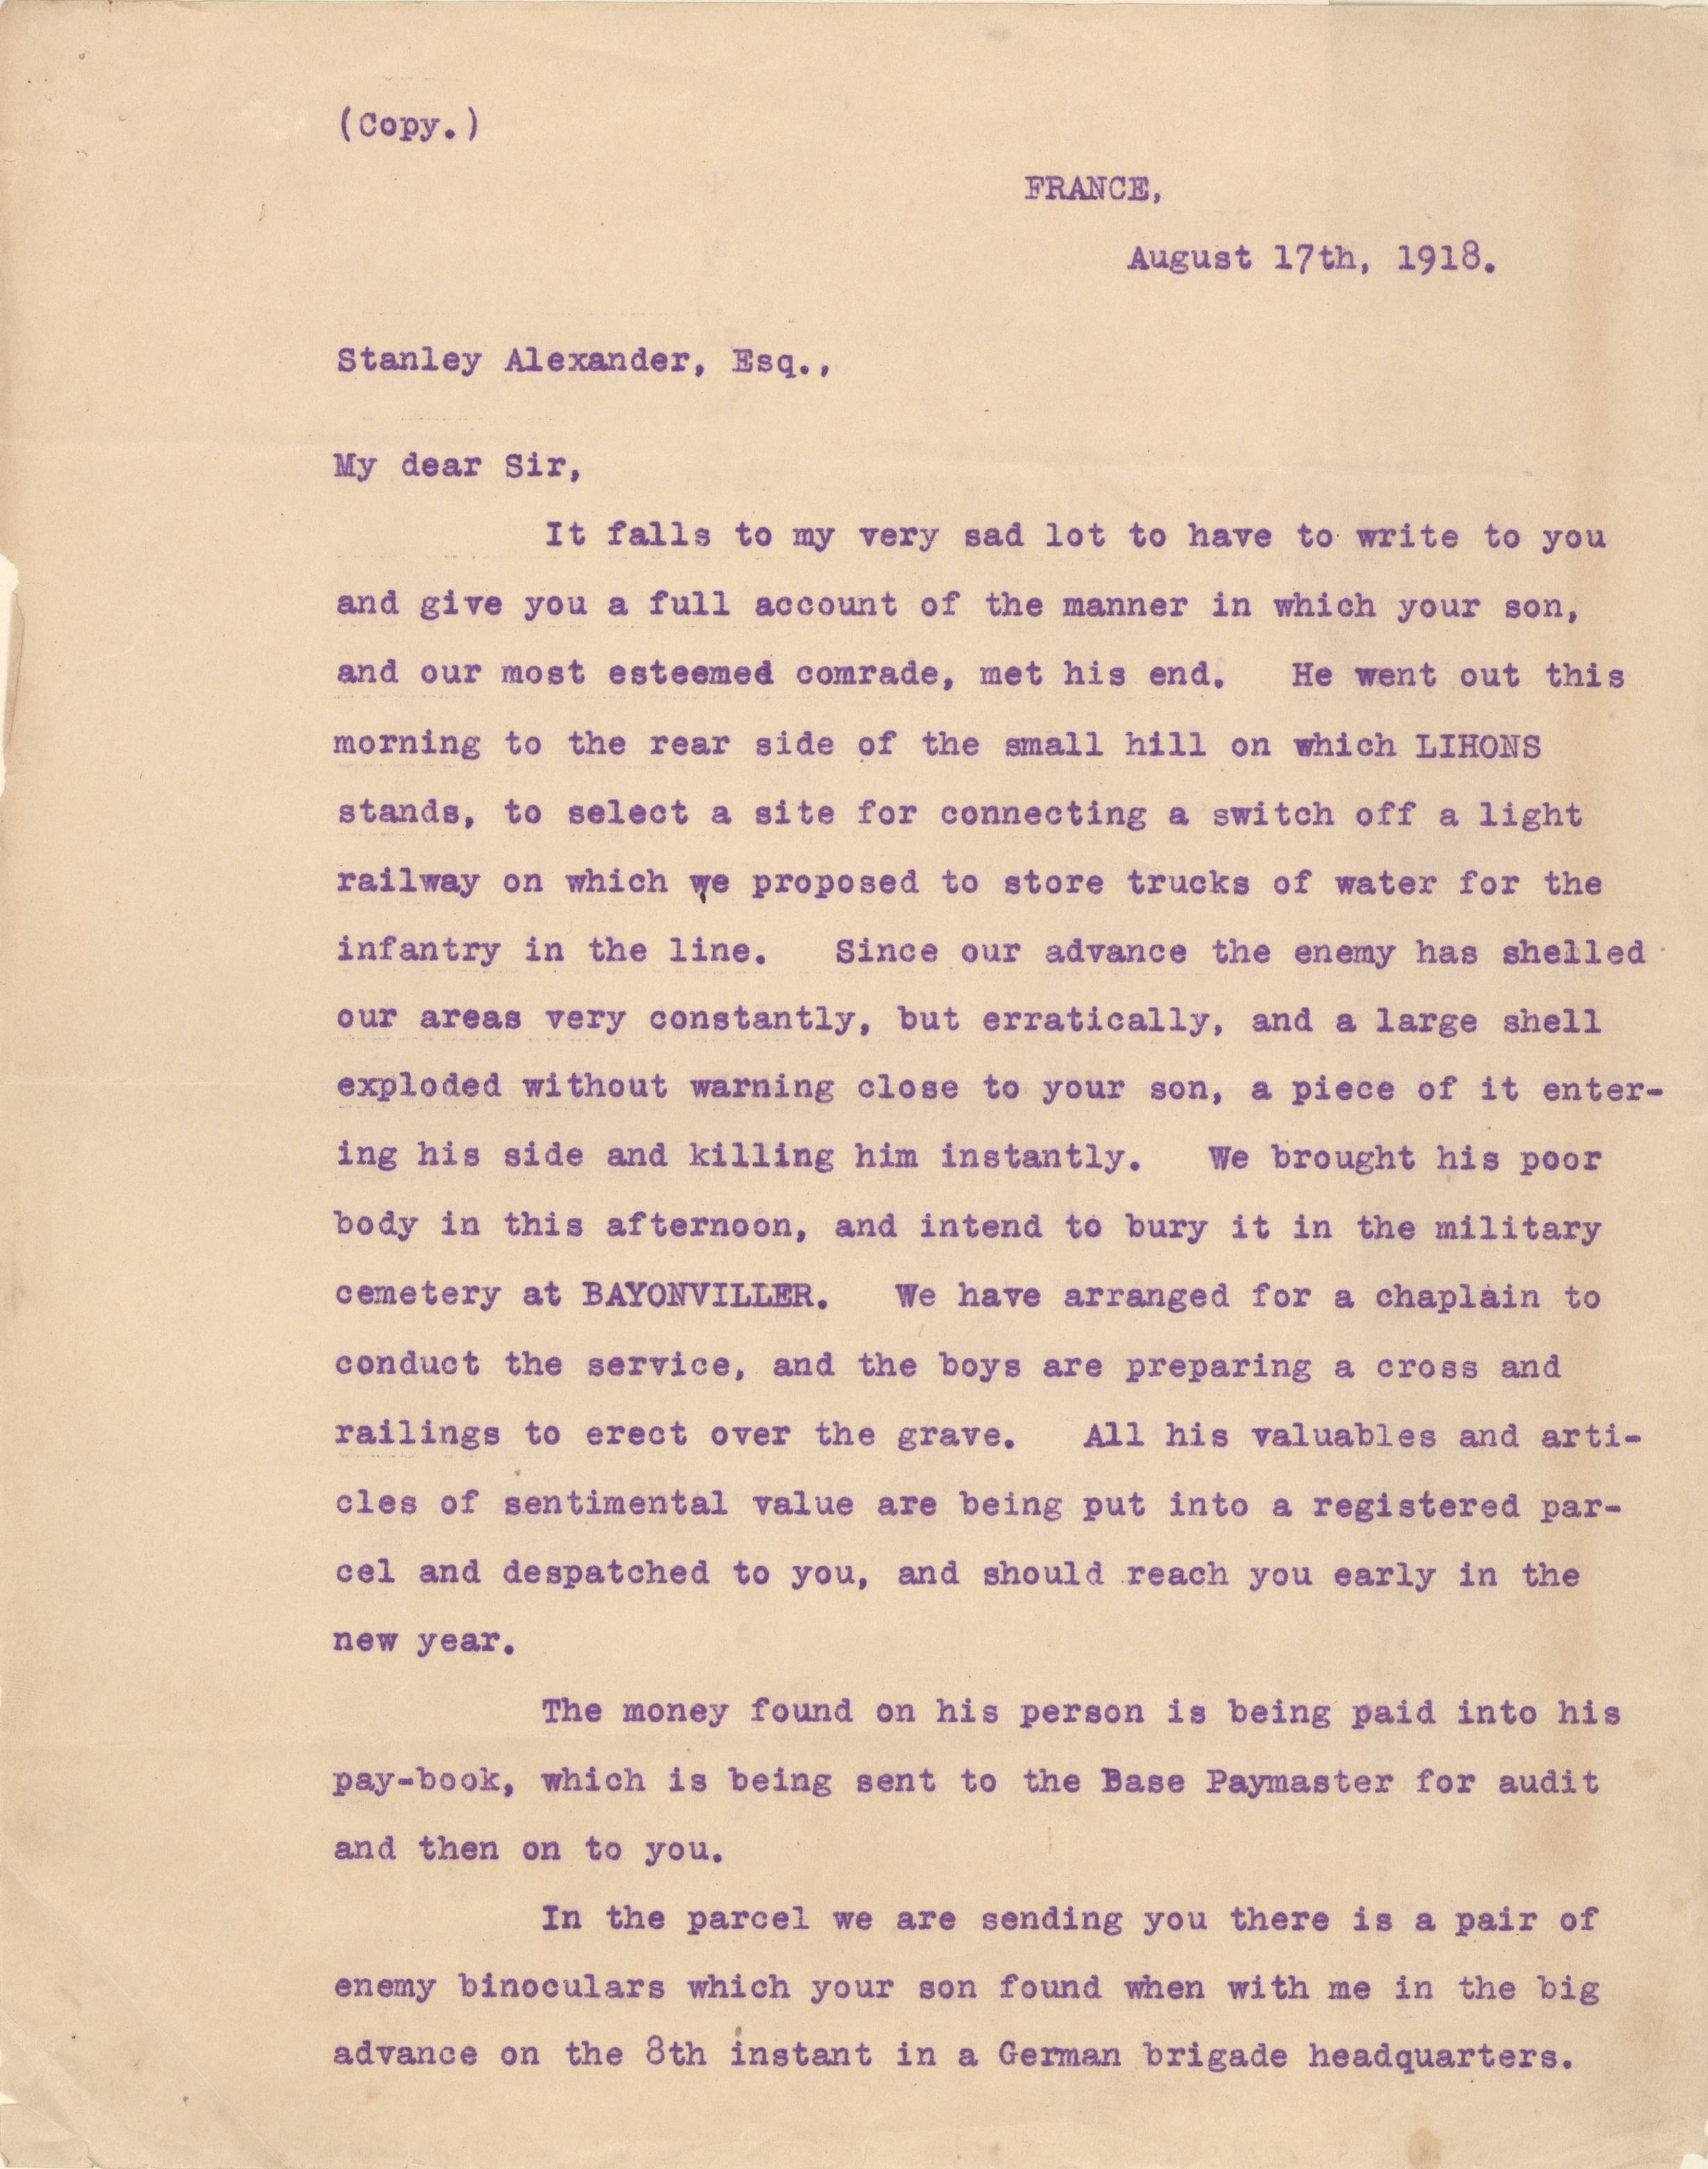 (Copy.)
FRANCE,
August 17th, 1918.
Stanley Alexander, Esq.,
My dear Sir,
It falls to my very sad lot to have to write to you
and give you a full account of the manner in which your son,
and our most esteemed comrade, met his end. He went out this
morning to the rear side of the small hill on which LIHONS
stands, to select a site for connecting a switch off a light
railway on which we proposed to store trucks of water for the
infantry in the line. Since our advance the enemy has shelled
our areas very constantly, but erratically, and a large shell
exploded without warning close to your son, a piece of it enter-
ing his side and killing him instantly. We brought his poor
body in this afternoon, and intend to bury it in the military
cemetery at BAYONVILLER. We have arranged for a chaplain to
conduct the service, and the boys are preparing a cross and
railings to erect over the grave. All his valuables and arti-
cles of sentimental value are being put into a registered par-
cel and despatched to you, and should reach you early in the
new year.
The money found on his person is being paid into his
pay-book, which is being sent to the Base Paymaster for audit
and then on to you.
In the parcel we are sending you there is a pair of
enemy binoculars which your son found when with me in the big
advance on the 8th instant in a German brigade headquarters.